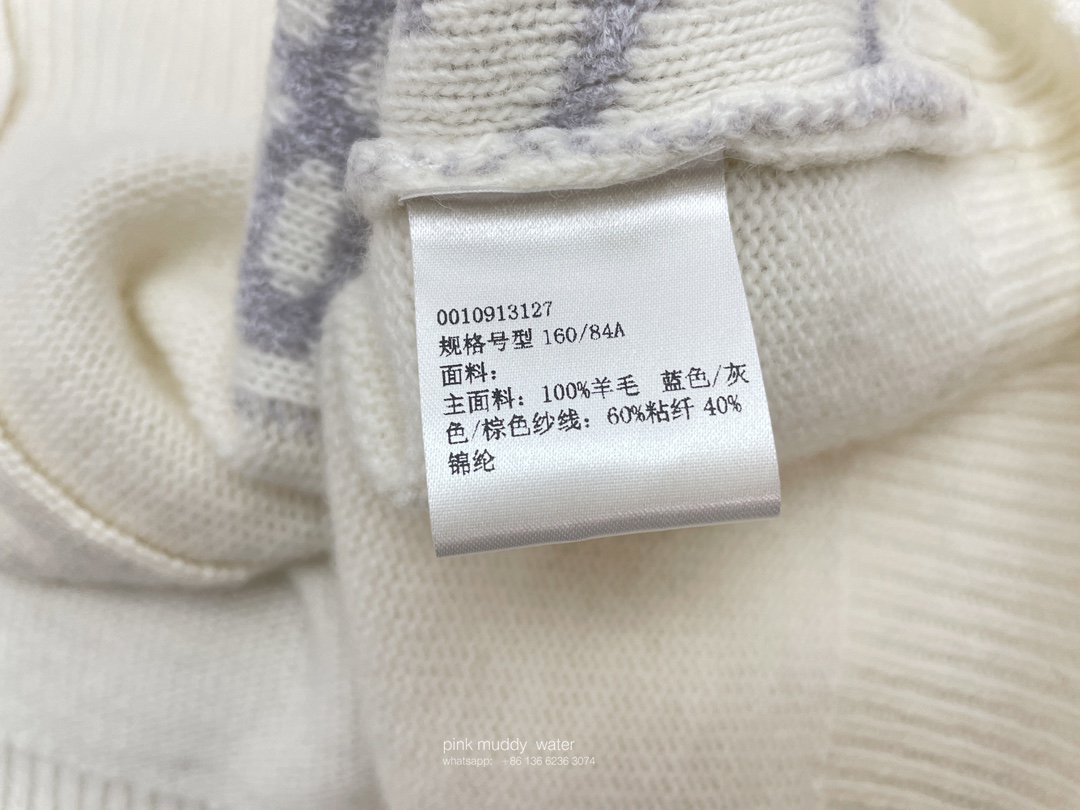 0010913127
规格号型 160/84A
面料：
主面料：100%羊毛 蓝色/灰
色/棕色纱线：60%粘纤 40%
锦纶
pink muddy water
whatsapp: +86 136 6236 3074